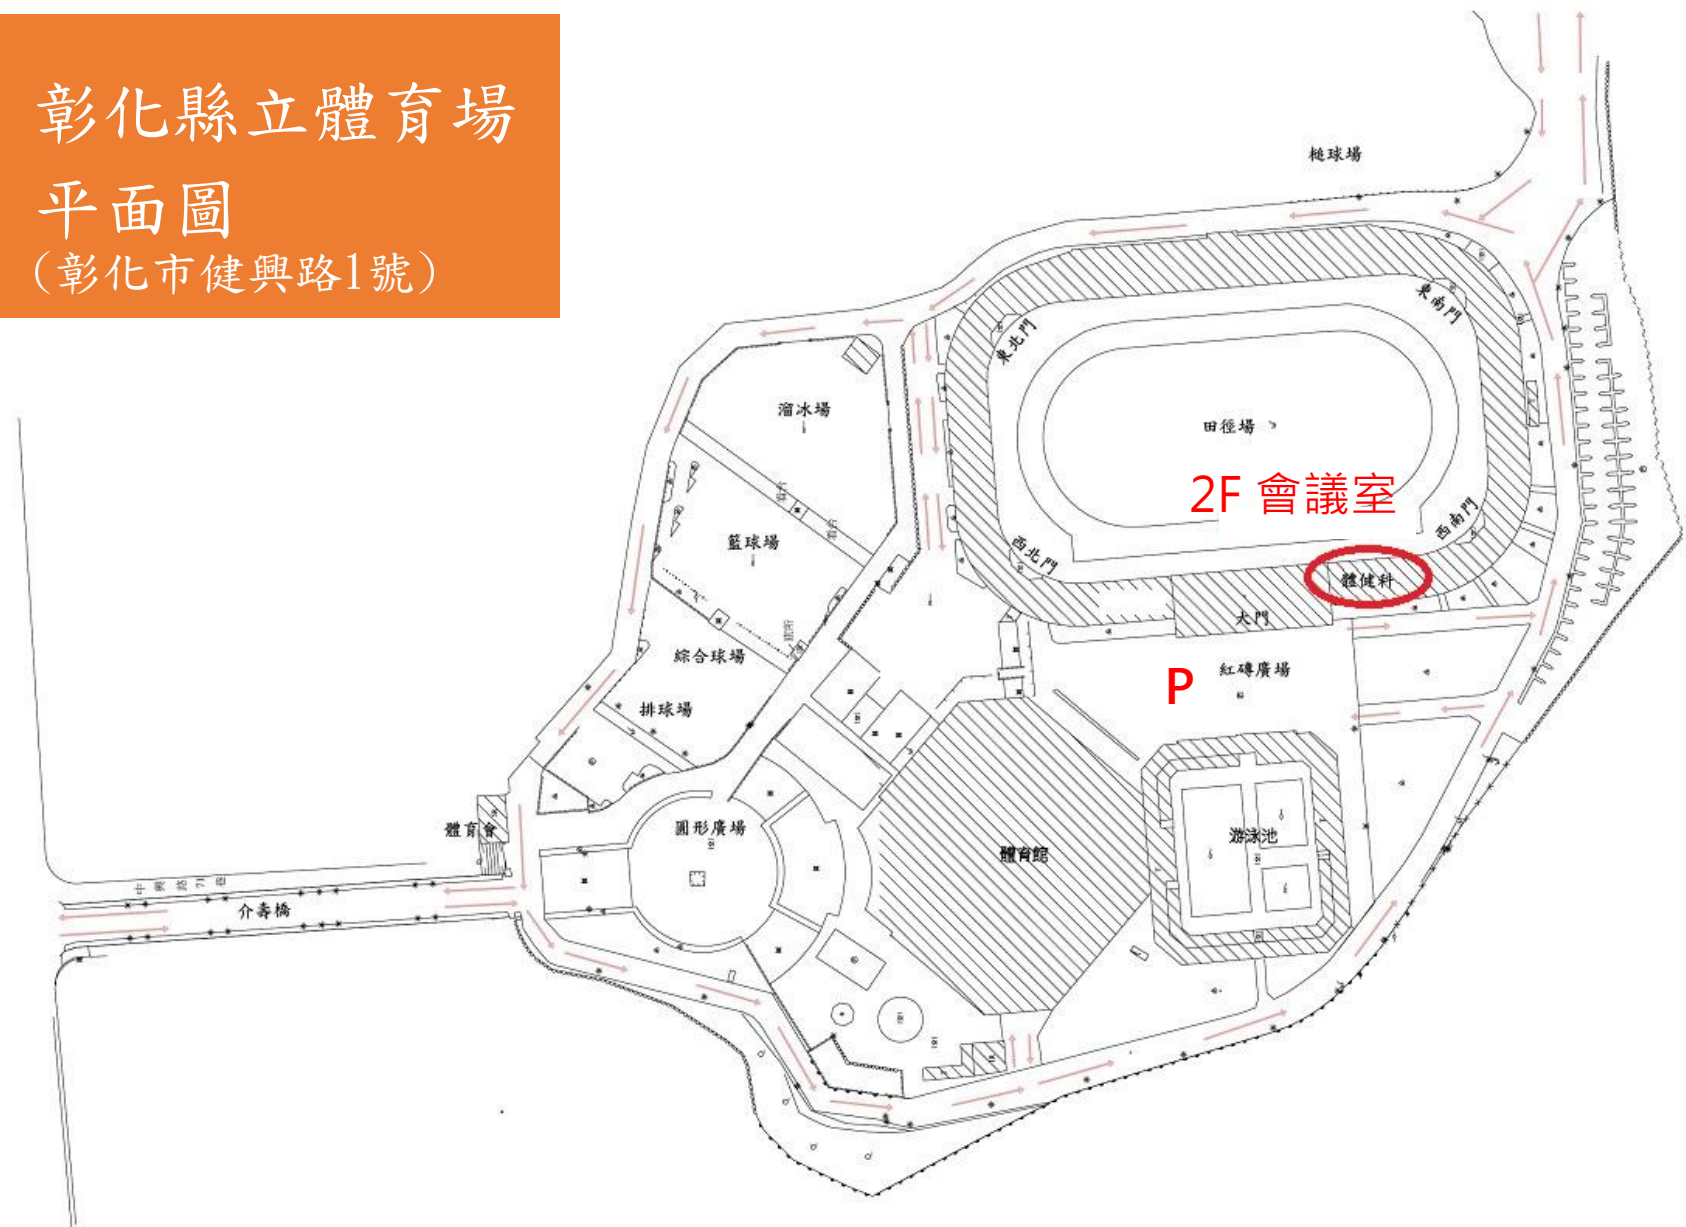 彰化縣立體育場
平面圖
(彰化市健興路1號)
槌球場
東南門
東北門
溜冰場
田徑場
2F 會議室
西南門
西北門
籃球場
體健科
大門
綜合球場
紅磚廣場
P
排球場
體育會
圓形廣場
游泳池
體育館
中興路71巷
介壽橋